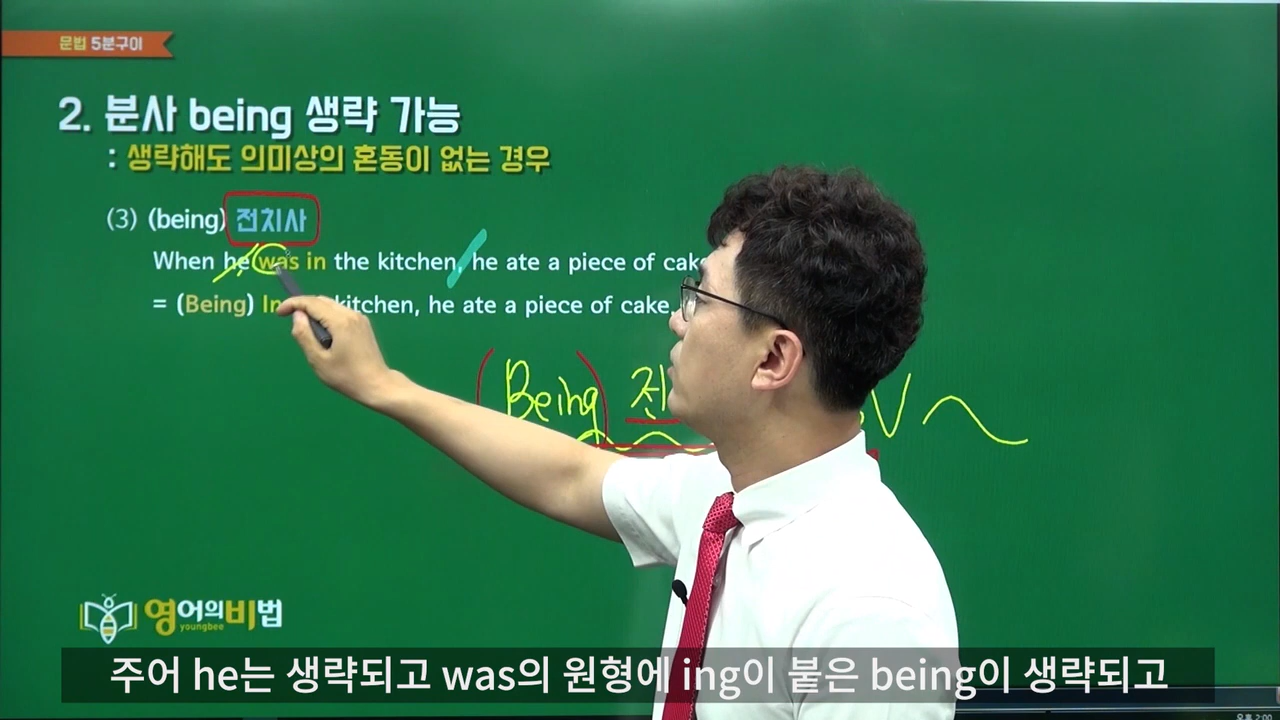 문법 5분구이
2. 분사 being 생략 가능
: 생략해도 의미상의 혼동이 없는 경우
(3) (being) 전치사
When he was in the kitchen, he ate a piece of cake
= (Being) In kitchen, he ate a piece of cake.
(Being) 전 V
영어의비법
youngbee
주어 he는 생략되고 was의 원형에 ing이 붙은 being이 생략되고
오후 2:00